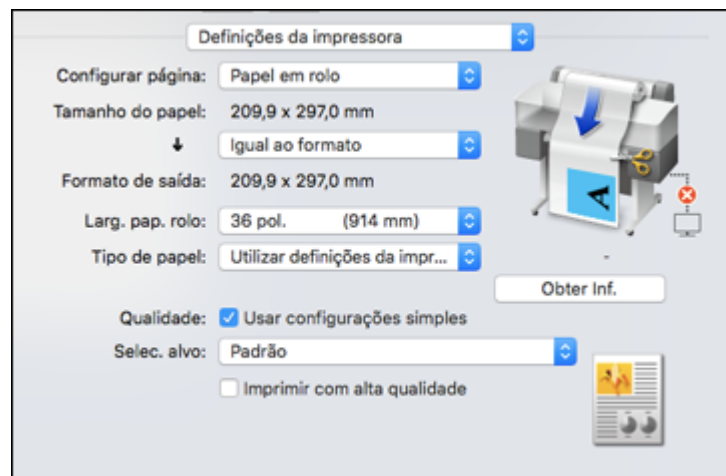 Definições da impressora
Configurar página: Papel em rolo
Tamanho do papel: 209,9 x 297,0 mm
Igual ao formato
Formato de saída: 209,9 x 297,0 mm
Larg. pap. rolo: 36 pol. (914 mm)
Tipo de papel: Utilizar definições da impr...
-
Obter Inf.
Qualidade: Usar configurações simples
Selec. alvo: Padrão
Imprimir com alta qualidade
A